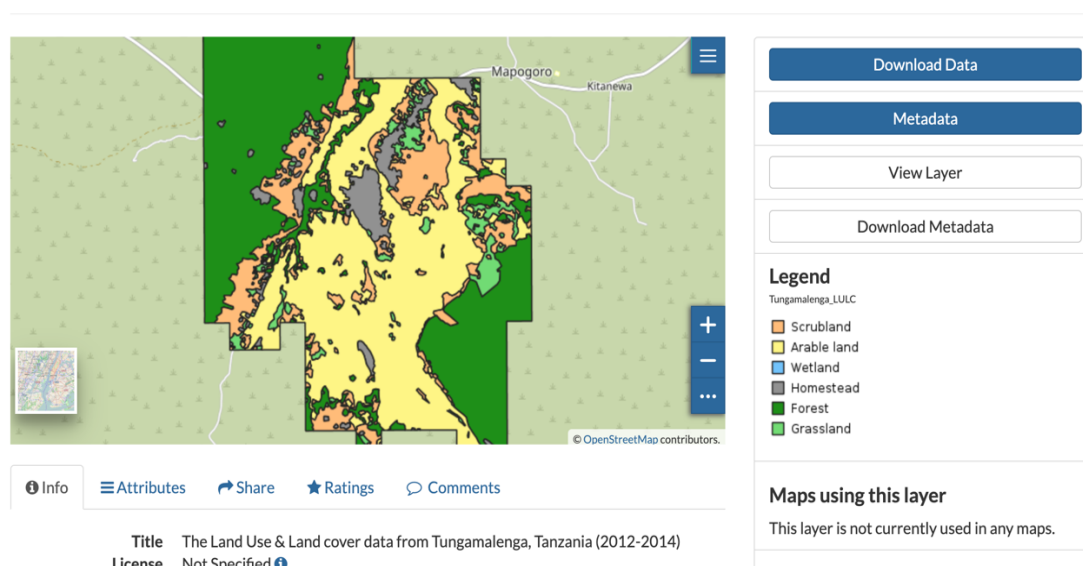 Mapogoro
Kitanewa
© OpenStreetMap contributors.
Info
Attributes
Share
Ratings
Comments
Title The Land Use & Land cover data from Tungamalenga, Tanzania (2012-2014)
License Not Specified
Download Data
Metadata
View Layer
Download Metadata
Legend
Tungamalenga_LULC
Scrubland
Arable land
Wetland
Homestead
Forest
Grassland
Maps using this layer
This layer is not currently used in any maps.